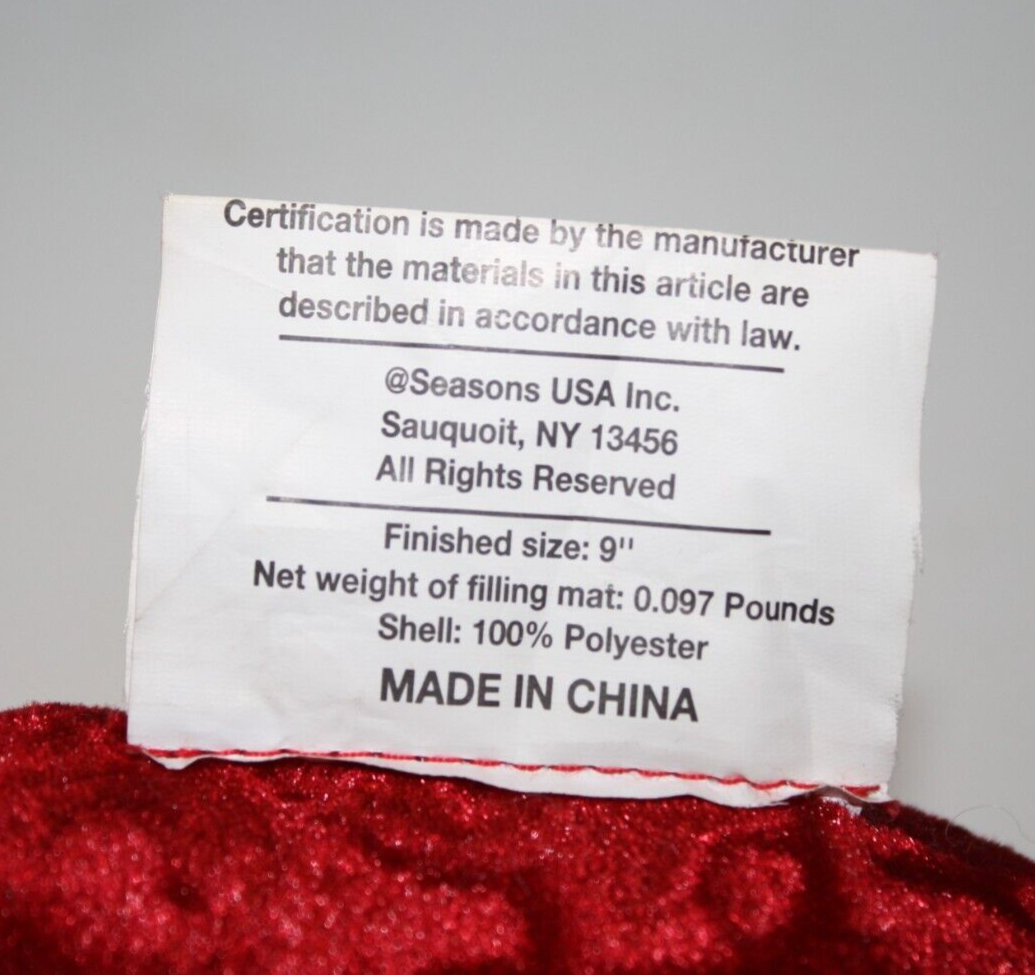 Certification is made by the manufacturer
that the materials in this article are
described in accordance with law.
@Seasons USA Inc.
Sauquoit, NY 13456
All Rights Reserved
Finished size: 9''
Net weight of filling mat: 0.097 Pounds
Shell: 100% Polyester
MADE IN CHINA